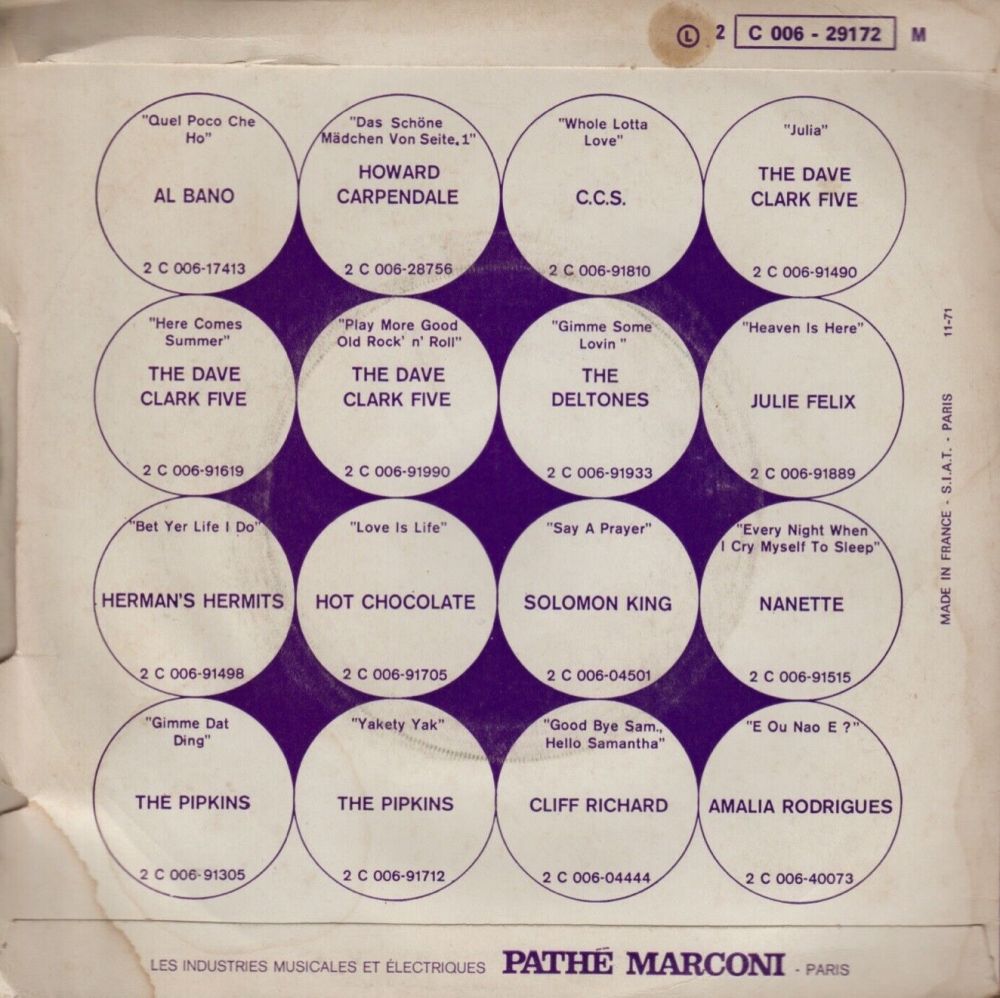 Ⓛ 2 C 006 - 29172 M
"Quel Poco Che
Ho"
AL BANO
2 C 006-17413
"Das Schöne
Mädchen Von Seite.1"
HOWARD
CARPENDALE
2 C 006-28756
"Whole Lotta
Love"
C.C.S.
2 C 006-91810
"Julia"
THE DAVE
CLARK FIVE
2 C 006-91490
"Here Comes
Summer"
THE DAVE
CLARK FIVE
2 C 006-91619
"Play More Good
Old Rock' n' Roll"
THE DAVE
CLARK FIVE
2 C 006-91990
"Gimme Some
Lovin "
THE
DELTONES
2 C 006-91933
"Heaven Is Here"
JULIE FELIX
2 C 006-91889
"Bet Yer Life I Do"
HERMAN'S HERMITS
2 C 006-91498
"Love Is Life"
HOT CHOCOLATE
2 C 006-91705
"Say A Prayer"
SOLOMON KING
2 C 006-04501
"Every Night When
I Cry Myself To Sleep"
NANETTE
2 C 006-91515
"Gimme Dat
Ding"
THE PIPKINS
2 C 006-91305
"Yakety Yak"
THE PIPKINS
2 C 006-91712
"Good Bye Sam.,
Hello Samantha"
CLIFF RICHARD
2 C 006-04444
"E Ou Nao E ?"
AMALIA RODRIGUES
2 C 006-40073
MADE IN FRANCE - S.I.A.T. - PARIS 11-71
LES INDUSTRIES MUSICALES ET ÉLECTRIQUES PATHÉ MARCONI - PARIS